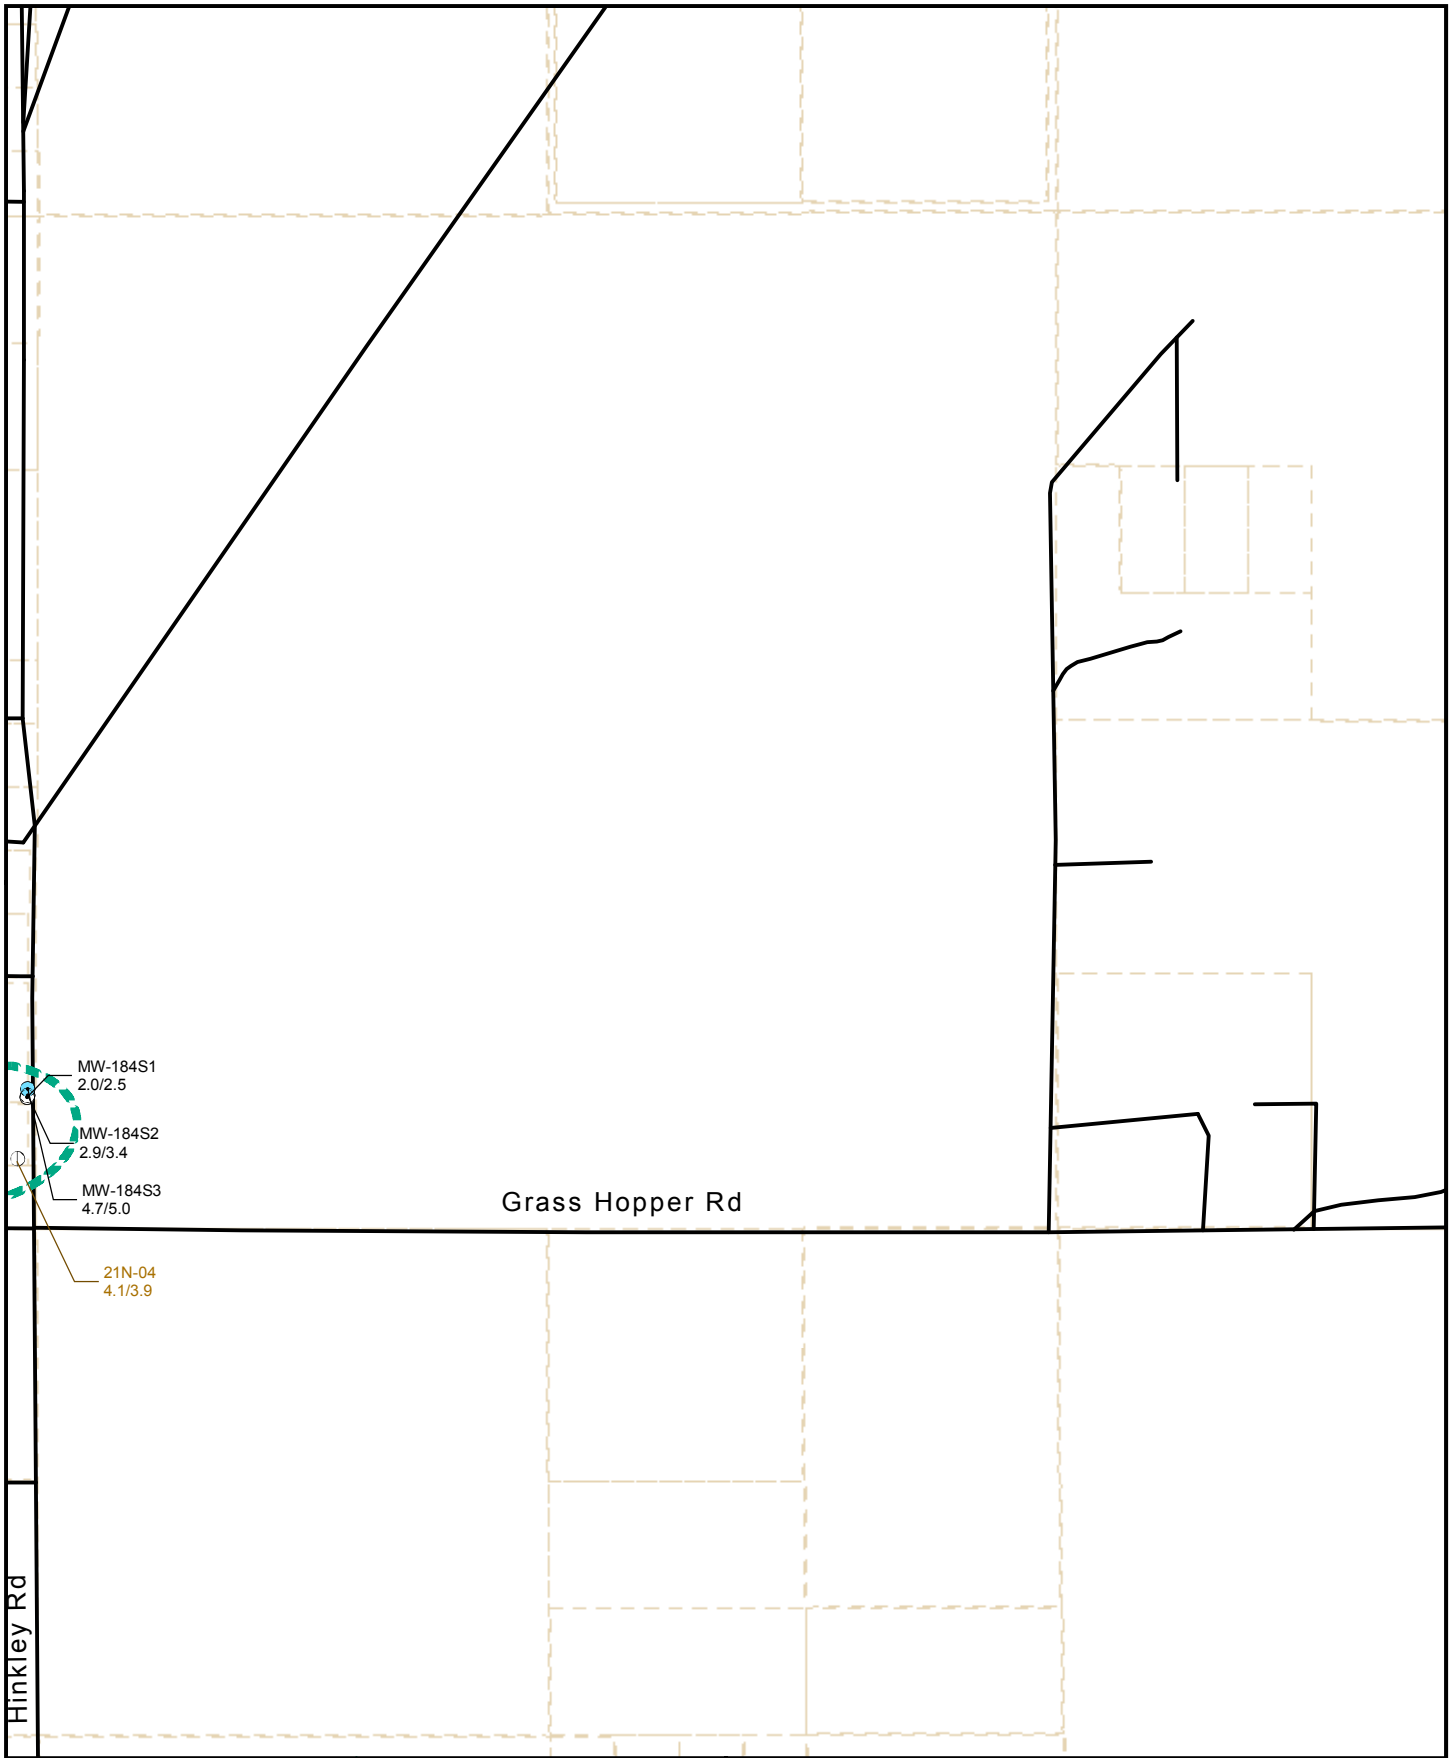 MW-184S1
2.0/2.5
MW-184S2
2.9/3.4
MW-184S3
4.7/5.0
Grass Hopper Rd
21N-04
4.1/3.9
Hinkley Rd